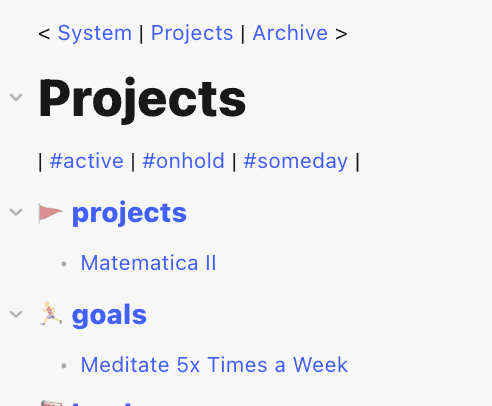 < System | Projects | Archive >
Projects
| #active | #onhold | #someday |
🚩 projects
• Matematica II
🏃 goals
• Meditate 5x Times a Week